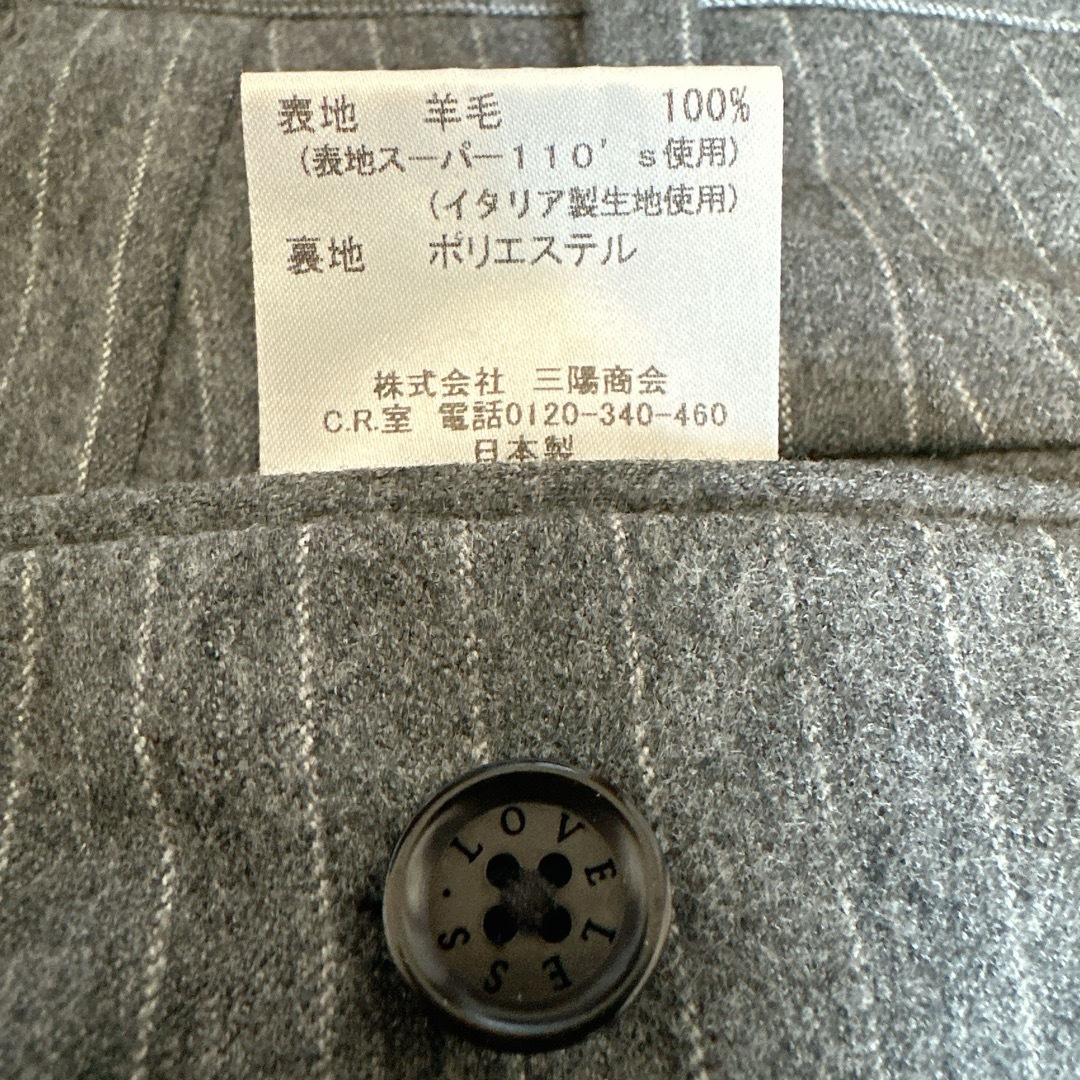 表地 羊毛 100%
(表地スーパー110's使用)
(イタリア製生地使用)
裏地 ポリエステル
株式会社 三陽商会
C.R.室 電話0120-340-460
日本製
LOVELESS・